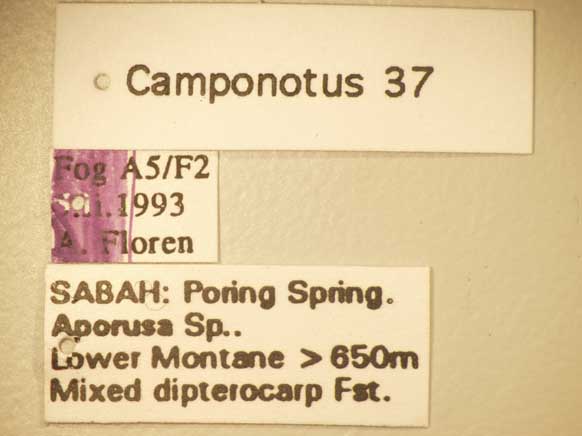 Camponotus 37
Fog A5/F2
1993
A. Floren
SABAH: Poring Spring.
Aporusa Sp..
Lower Montane > 650m
Mixed dipterocarp Fst.